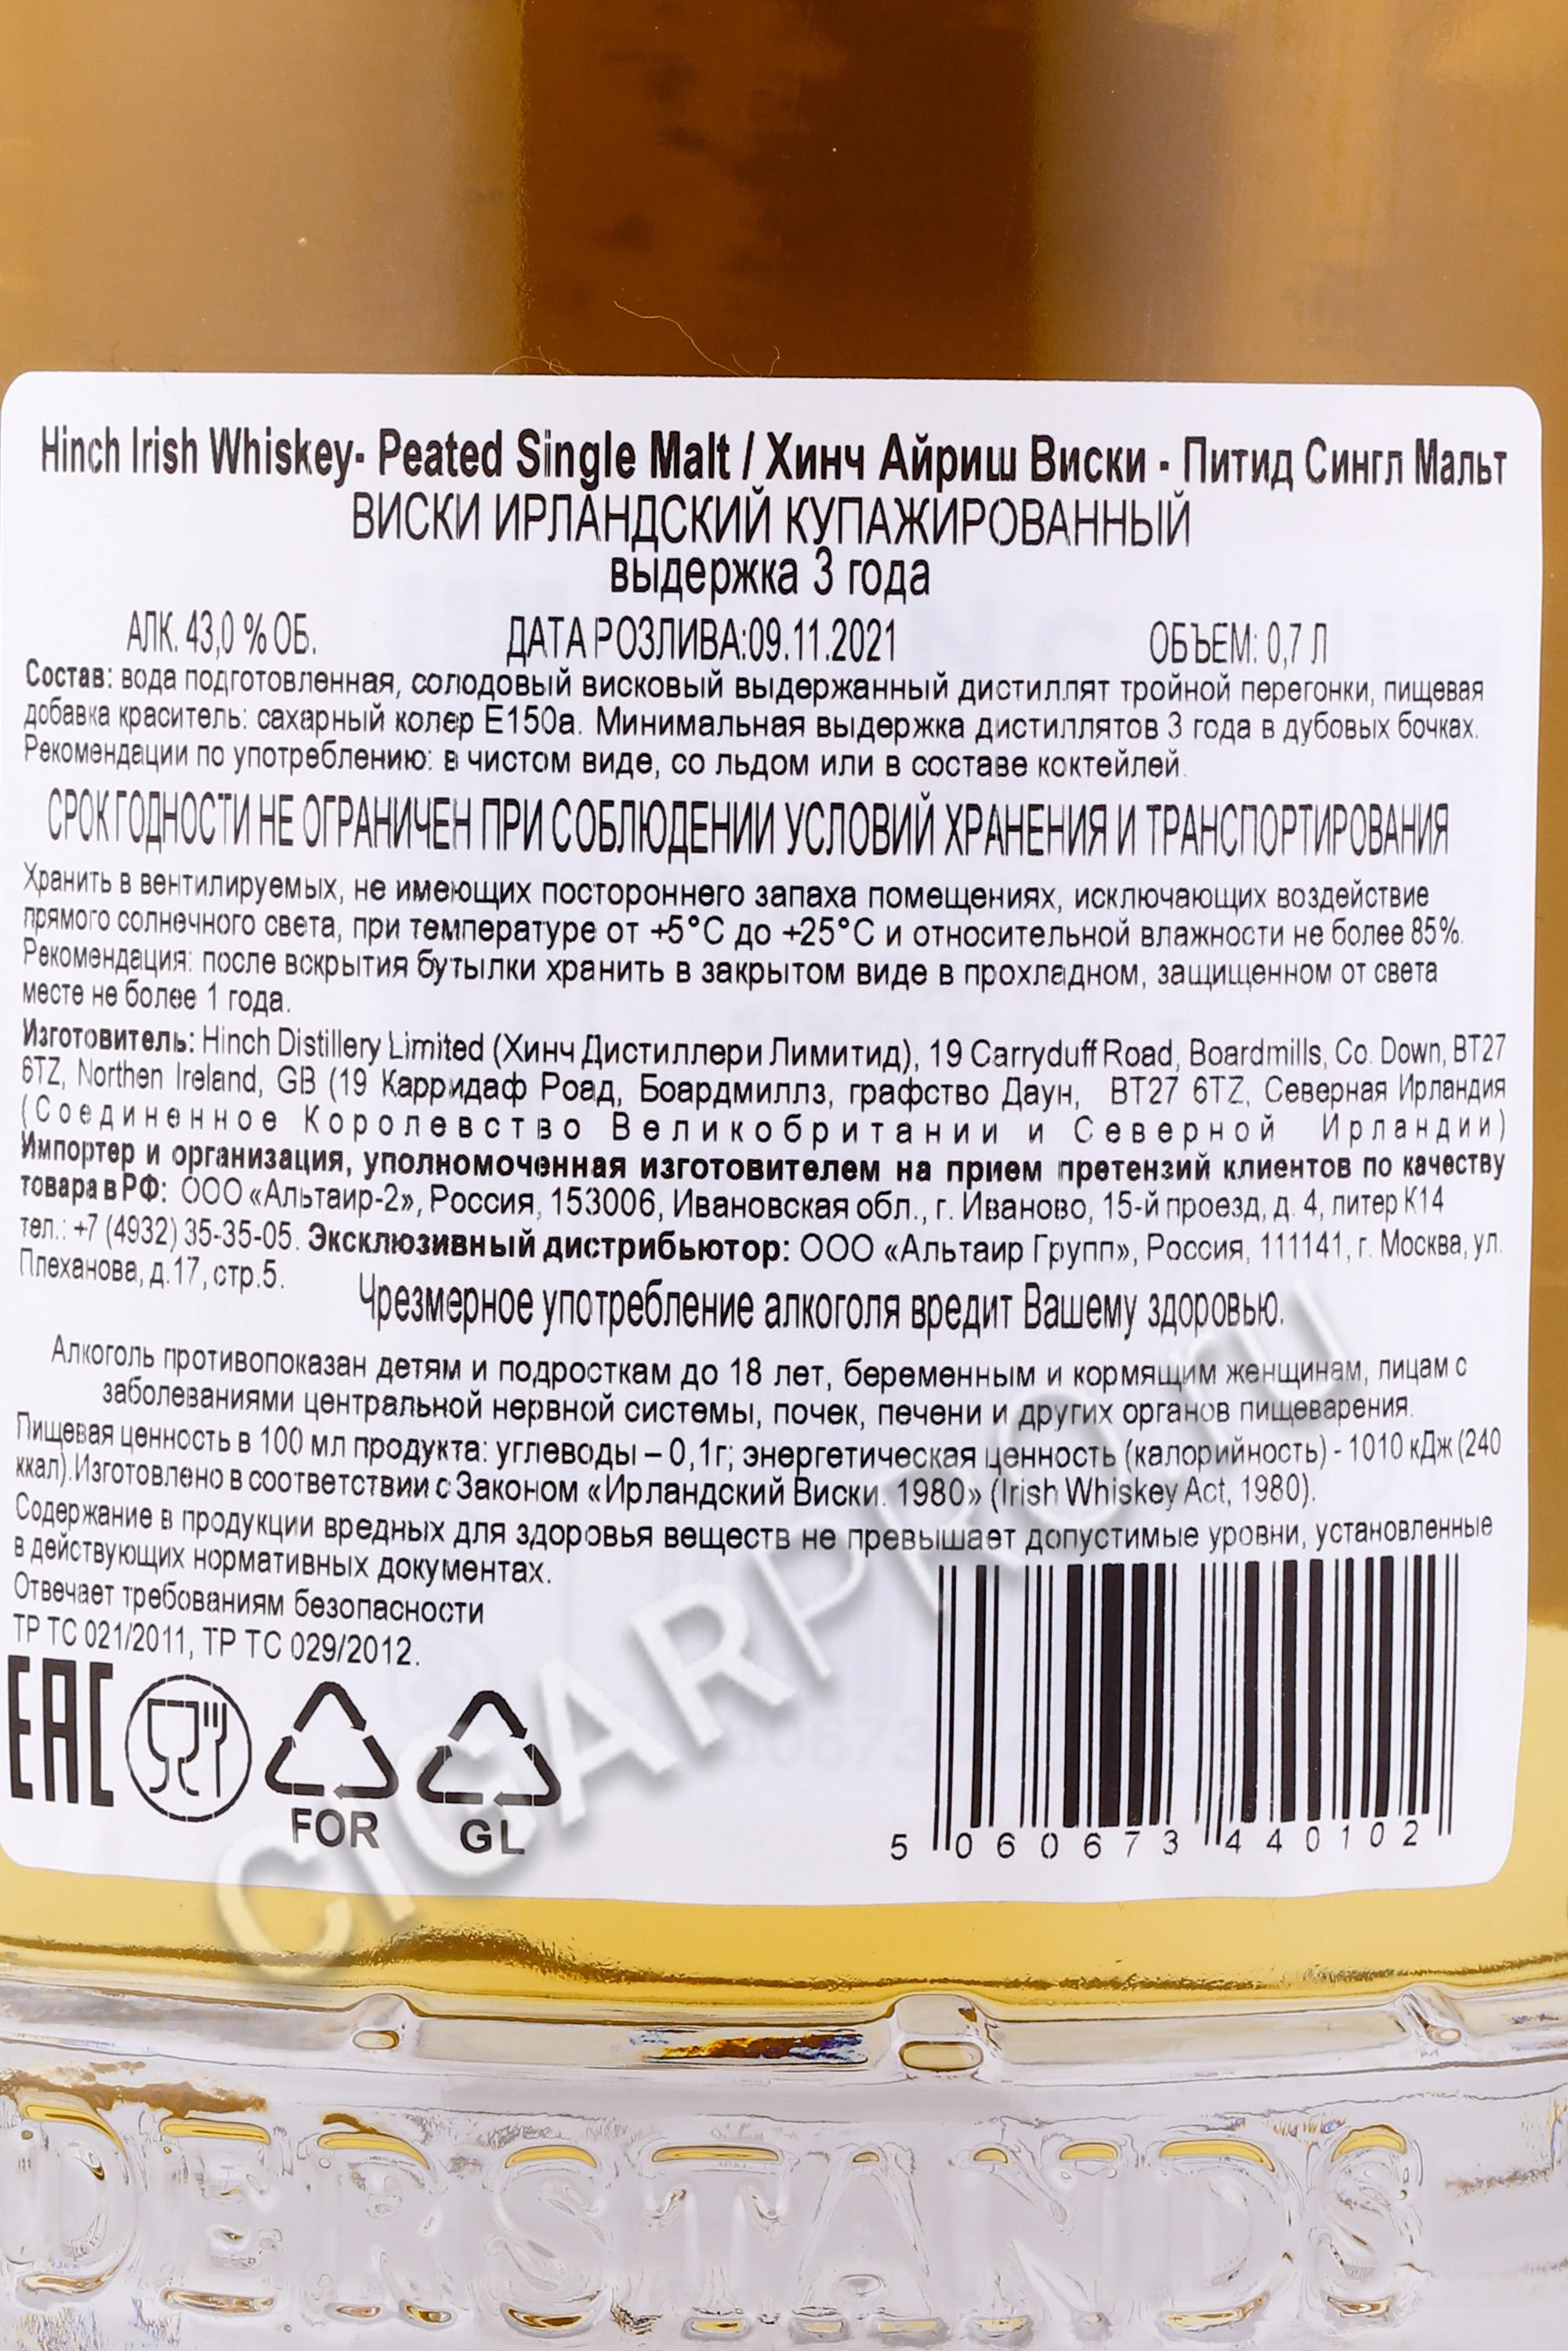 Hinch Irish Whiskey- Peated Single Malt / Хинч Айриш Виски - Питид Сингл Мальт
ВИСКИ ИРЛАНДСКИЙ КУПАЖИРОВАННЫЙ
выдержка 3 года
АЛК. 43,0 % ОБ. ДАТА РОЗЛИВА:09.11.2021 ОБЪЕМ: 0,7 Л
Состав: вода подготовленная, солодовый висковый выдержанный дистиллят тройной перегонки, пищевая
добавка краситель: сахарный колер Е150а. Минимальная выдержка дистиллятов 3 года в дубовых бочках.
Рекомендации по употреблению: в чистом виде, со льдом или в составе коктейлей.
СРОК ГОДНОСТИ НЕ ОГРАНИЧЕН ПРИ СОБЛЮДЕНИИ УСЛОВИЙ ХРАНЕНИЯ И ТРАНСПОРТИРОВАНИЯ
Хранить в вентилируемых, не имеющих постороннего запаха помещениях, исключающих воздействие
прямого солнечного света, при температуре от +5°С до +25°С и относительной влажности не более 85%.
Рекомендация: после вскрытия бутылки хранить в закрытом виде в прохладном, защищенном от света
месте не более 1 года.
Изготовитель: Hinch Distillery Limited (Хинч Дистиллери Лимитид), 19 Carryduff Road, Boardmills, Co. Down, BT27
6TZ, Northen Ireland, GB (19 Карридаф Роад, Боардмиллз, графство Даун, BT27 6TZ, Северная Ирландия
(Соединенное Королевство Великобритании и Северной Ирландии)
Импортер и организация, уполномоченная изготовителем на прием претензий клиентов по качеству
товара в РФ: ООО «Альтаир-2», Россия, 153006, Ивановская обл., г. Иваново, 15-й проезд, д. 4, литер К14
тел.: +7 (4932) 35-35-05. Эксклюзивный дистрибьютор: ООО «Альтаир Групп», Россия, 111141, г. Москва, ул.
Плеханова, д.17, стр.5.
Чрезмерное употребление алкоголя вредит Вашему здоровью.
Алкоголь противопоказан детям и подросткам до 18 лет, беременным и кормящим женщинам, лицам с
заболеваниями центральной нервной системы, почек, печени и других органов пищеварения.
Пищевая ценность в 100 мл продукта: углеводы – 0,1г; энергетическая ценность (калорийность) - 1010 кДж (240
ккал).Изготовлено в соответствии с Законом «Ирландский Виски. 1980» (Irish Whiskey Act, 1980).
Содержание в продукции вредных для здоровья веществ не превышает допустимые уровни, установленные
в действующих нормативных документах.
Отвечает требованиям безопасности
ТР ТС 021/2011, ТР ТС 029/2012.
EAC
FOR GL
5 060673 440102
CIGARPRO.ru
DERSTANDS